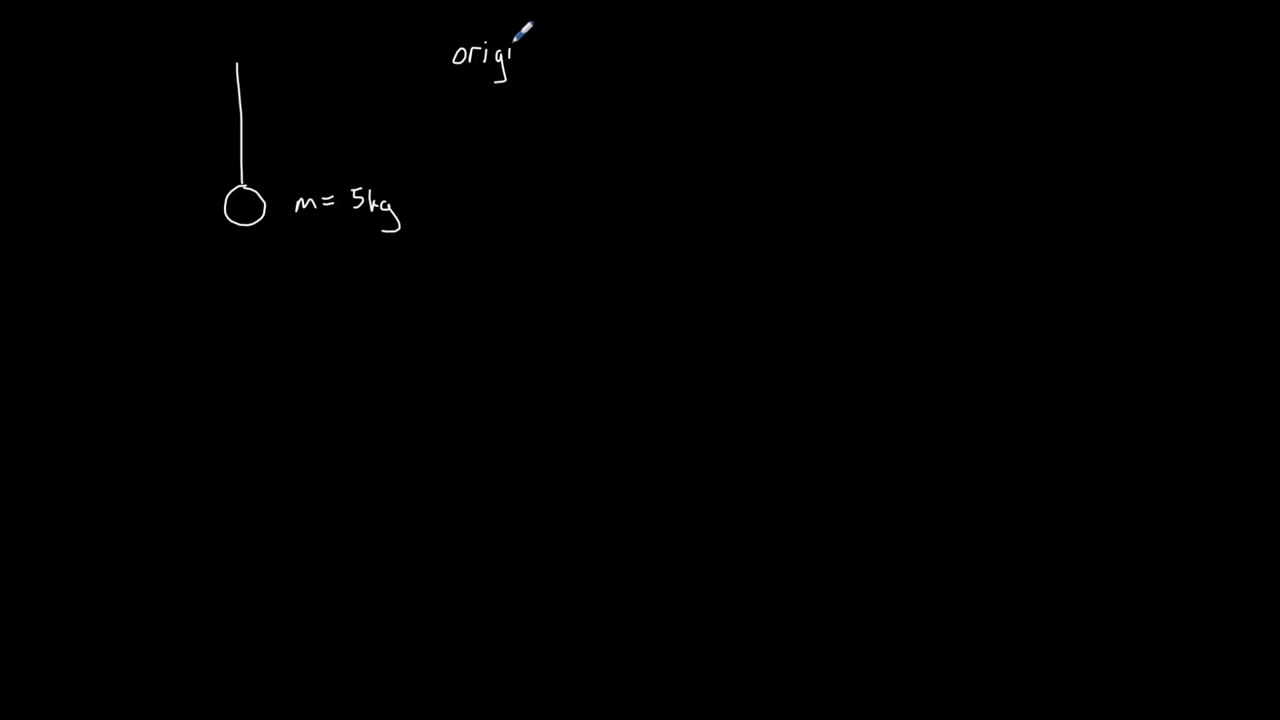 origi
m = 5kg